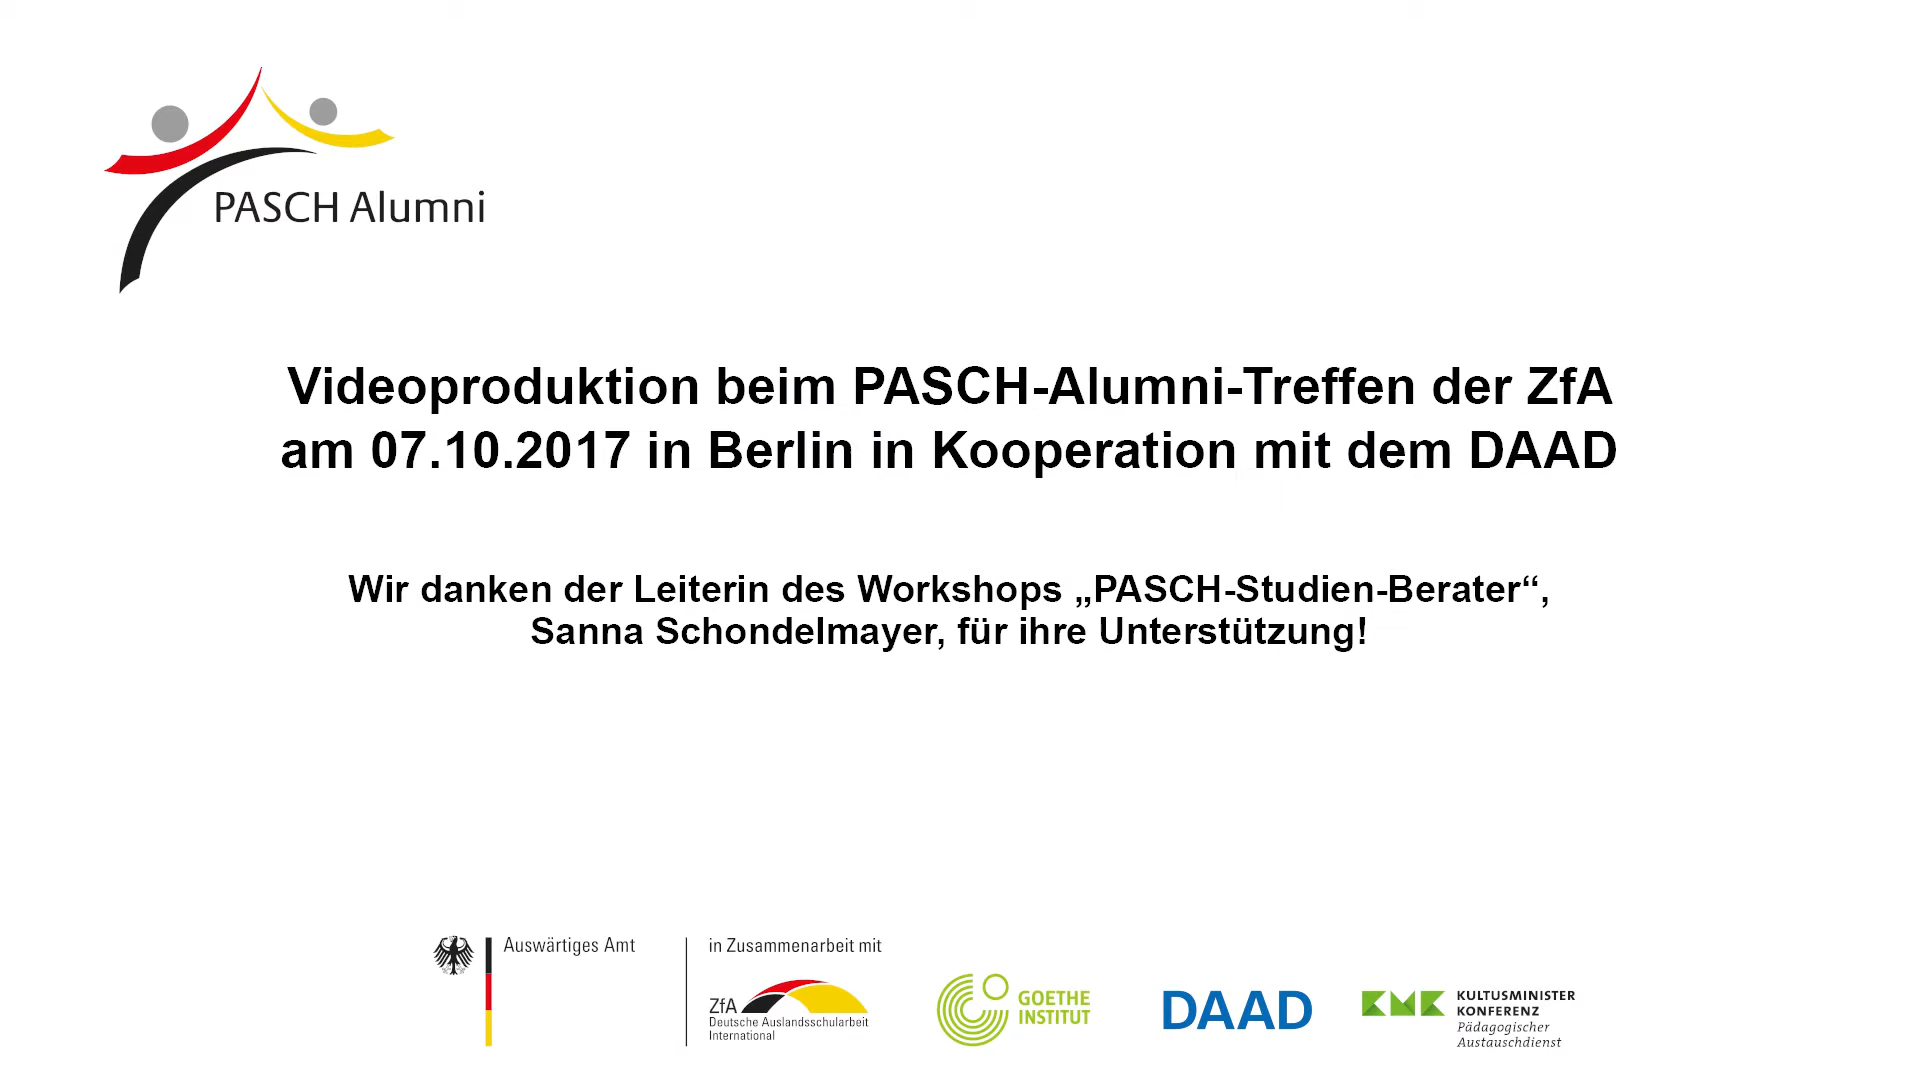 PASCH Alumni
Videoproduktion beim PASCH-Alumni-Treffen der ZfA
am 07.10.2017 in Berlin in Kooperation mit dem DAAD
Wir danken der Leiterin des Workshops „PASCH-Studien-Berater“,
Sanna Schondelmayer, für ihre Unterstützung!
Auswärtiges Amt
in Zusammenarbeit mit
ZfA
Deutsche Auslandsschularbeit
International
GOETHE
INSTITUT
DAAD
KMK
KULTUSMINISTER
KONFERENZ
Pädagogischer
Austauschdienst